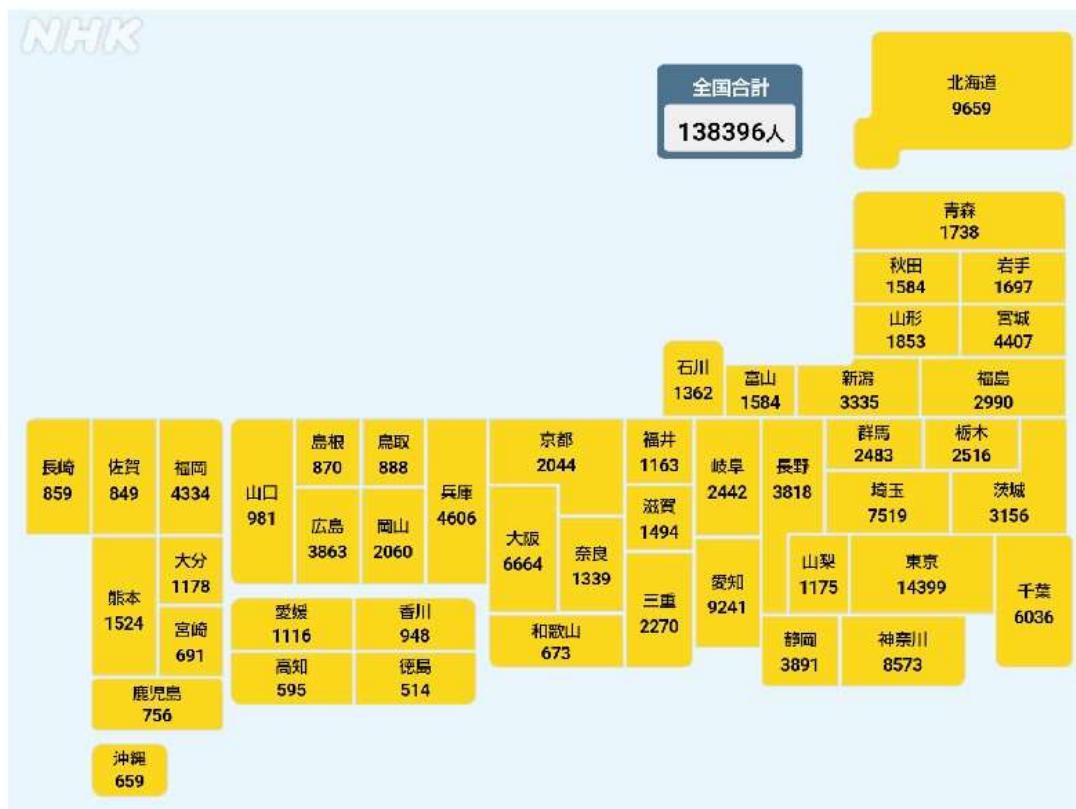 NHK
全国合計
138396人
北海道
9659
青森
1738
秋田
1584
岩手
1697
山形
1853
宮城
4407
石川
1362
富山
1584
新潟
3335
福島
2990
長崎
859
佐賀
849
福岡
4334
山口
981
島根
870
鳥取
888
兵庫
4606
京都
2044
福井
1163
岐阜
2442
長野
3818
群馬
2483
栃木
2516
広島
3863
岡山
2060
大阪
6664
奈良
1339
滋賀
1494
埼玉
7519
茨城
3156
熊本
1524
大分
1178
宮崎
691
愛媛
1116
香川
948
和歌山
673
三重
2270
愛知
9241
山梨
1175
東京
14399
千葉
6036
高知
595
徳島
514
静岡
3891
神奈川
8573
鹿児島
756
沖縄
659